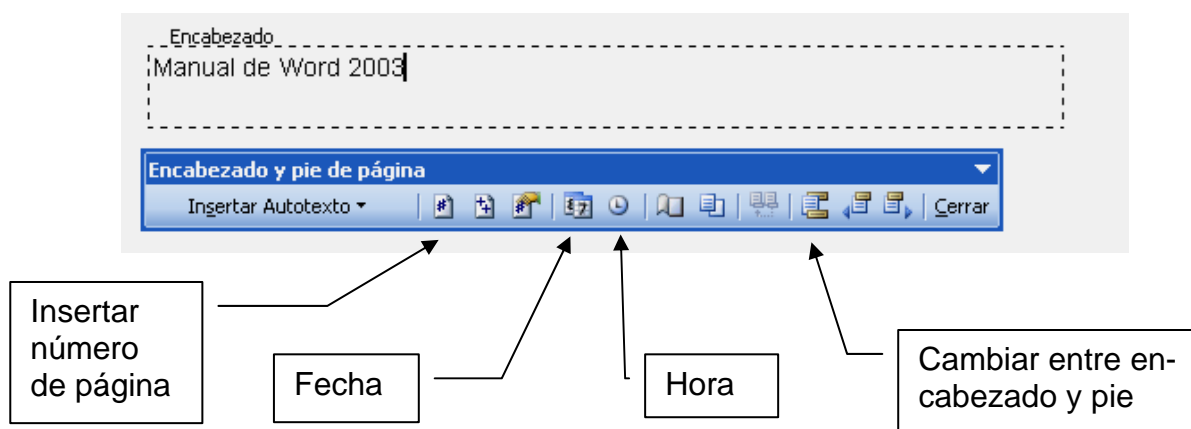 Encabezado
Manual de Word 2003
Encabezado y pie de página
Insertar Autotexto
Cerrar
Insertar
número
de página
Fecha
Hora
Cambiar entre en-
cabezado y pie